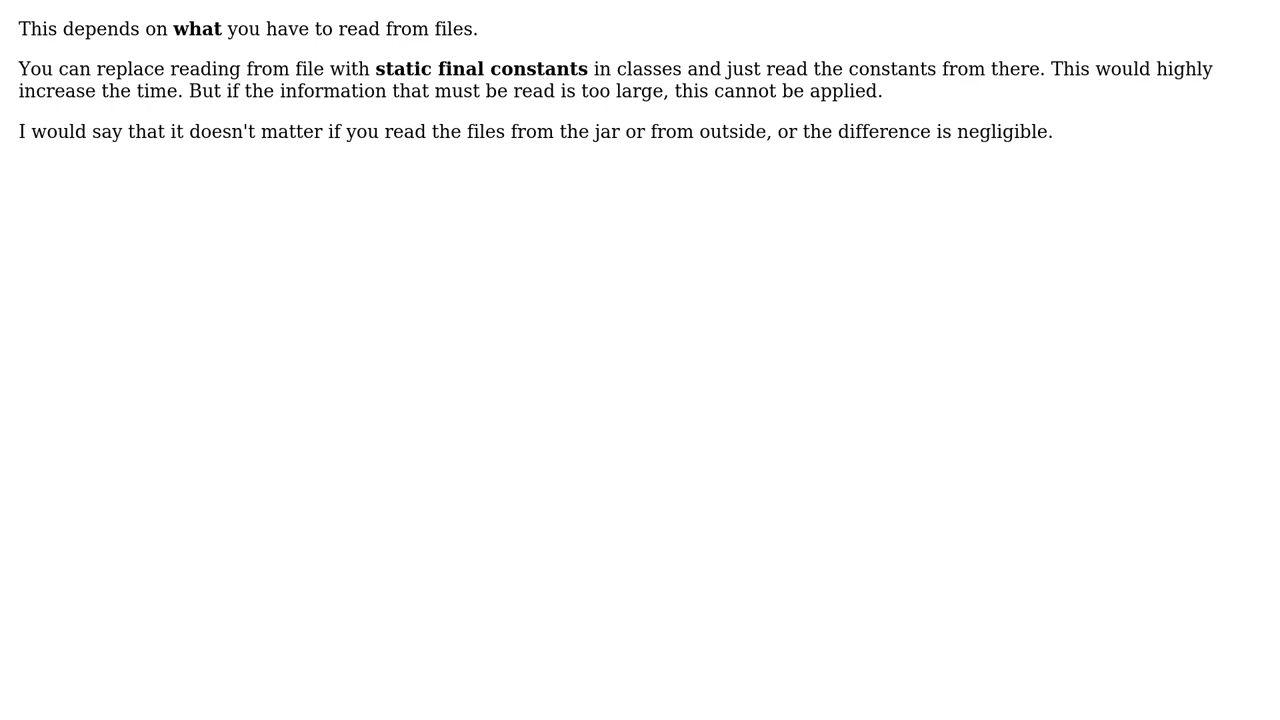 This depends on what you have to read from files.
You can replace reading from file with static final constants in classes and just read the constants from there. This would highly
increase the time. But if the information that must be read is too large, this cannot be applied.
I would say that it doesn't matter if you read the files from the jar or from outside, or the difference is negligible.